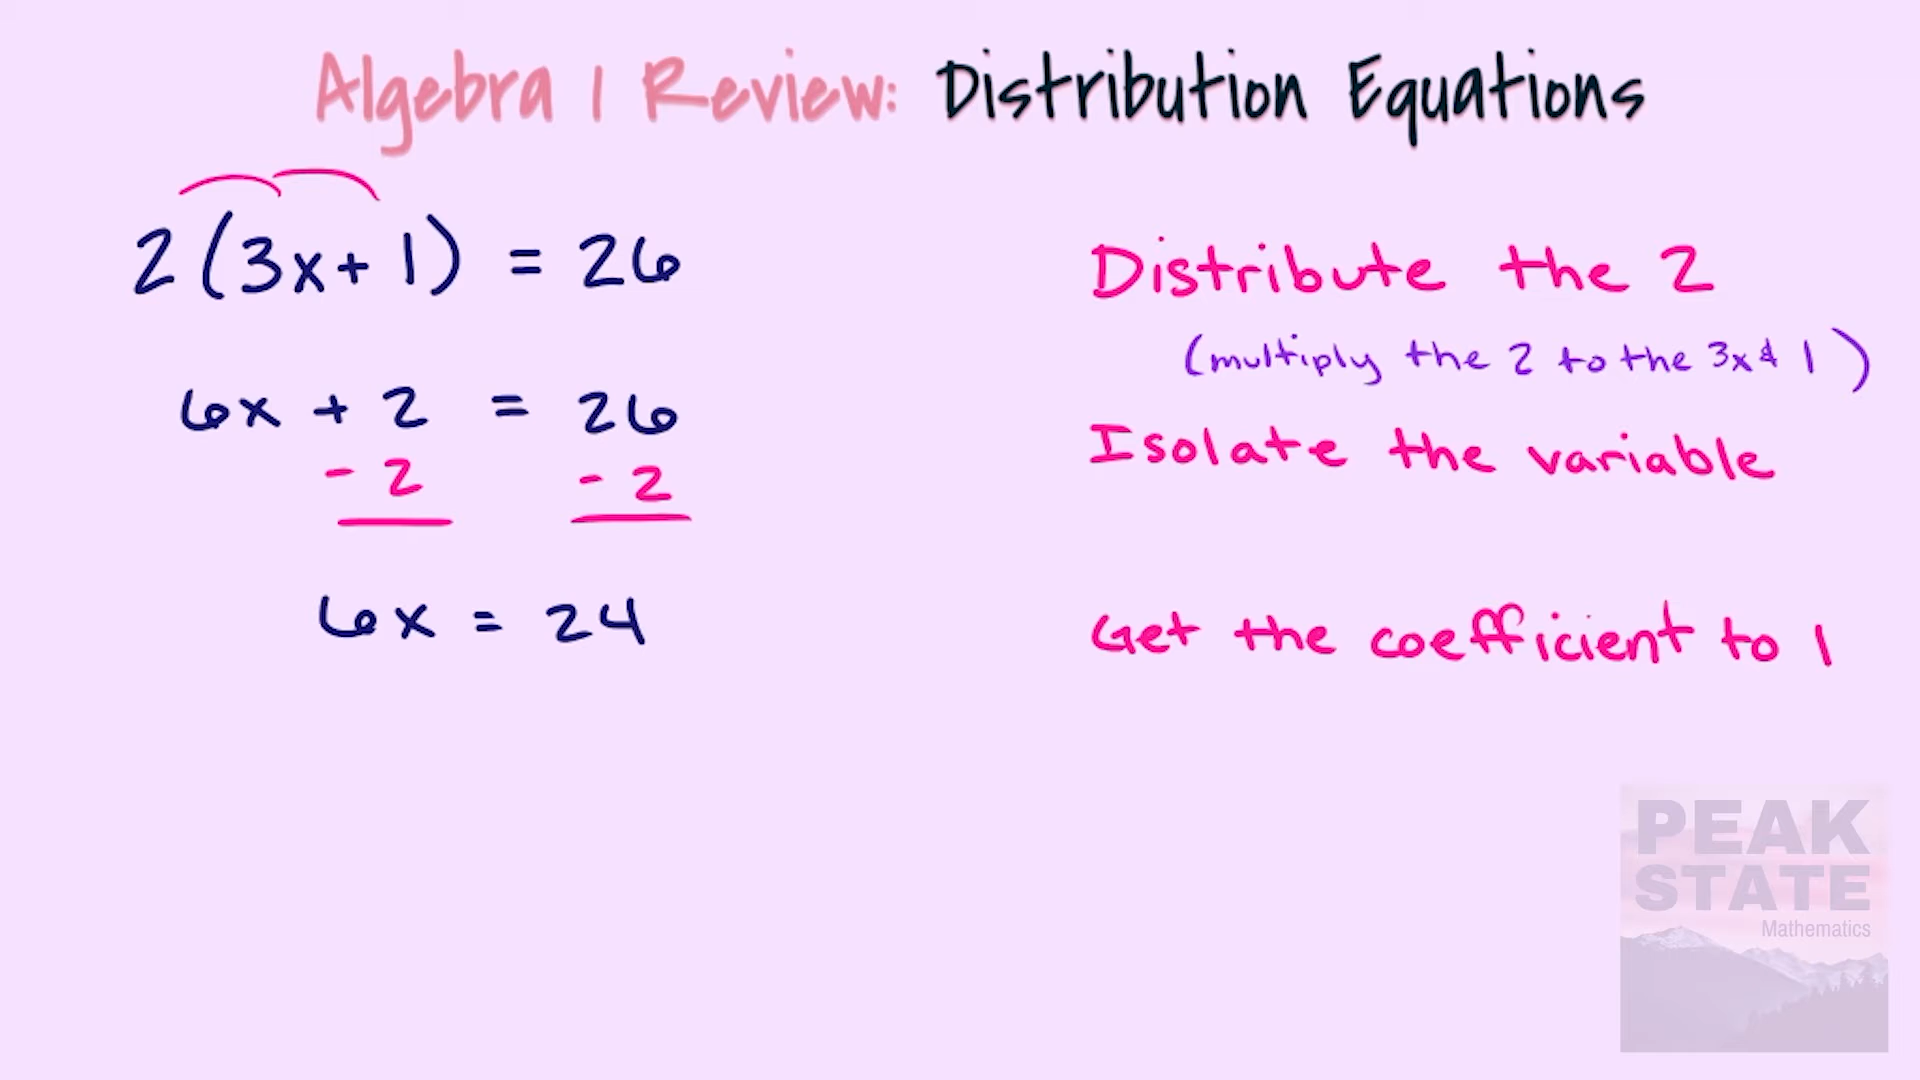 Algebra 1 Review: Distribution Equations
2(3x+1) = 26
Distribute the 2
(multiply the 2 to the 3x & 1)
6x + 2 = 26
Isolate the variable
- 2 - 2
6x = 24
Get the coefficient to 1
PEAK
STATE
Mathematics